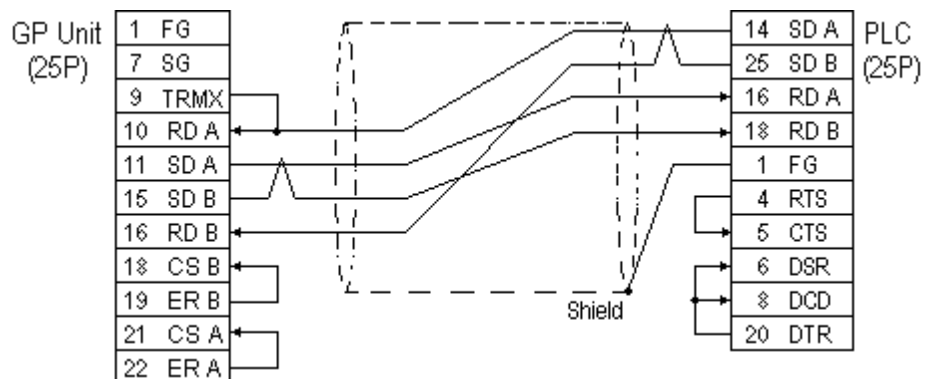 GP Unit
(25P)
1 FG
7 SG
9 TRMX
10 RD A
11 SD A
15 SD B
16 RD B
18 CS B
19 ER B
21 CS A
22 ER A
Shield
14 SD A
25 SD B
16 RD A
18 RD B
1 FG
4 RTS
5 CTS
6 DSR
8 DCD
20 DTR
PLC
(25P)